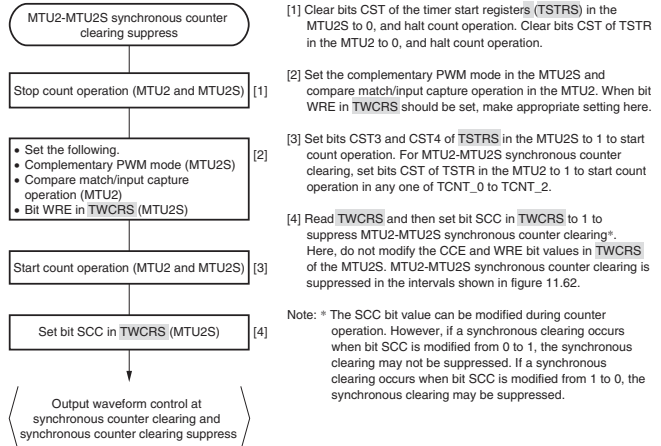 MTU2-MTU2S synchronous counter
clearing suppress
Stop count operation (MTU2 and MTU2S)
[1]
• Set the following.
• Complementary PWM mode (MTU2S)
• Compare match/input capture
operation (MTU2)
• Bit WRE in TWCRS (MTU2S)
[2]
Start count operation (MTU2 and MTU2S)
[3]
Set bit SCC in TWCRS (MTU2S)
[4]
Output waveform control at
synchronous counter clearing and
synchronous counter clearing suppress
[1] Clear bits CST of the timer start registers (TSTRS) in the
MTU2S to 0, and halt count operation. Clear bits CST of TSTR
in the MTU2 to 0, and halt count operation.
[2] Set the complementary PWM mode in the MTU2S and
compare match/input capture operation in the MTU2. When bit
WRE in TWCRS should be set, make appropriate setting here.
[3] Set bits CST3 and CST4 of TSTRS in the MTU2S to 1 to start
count operation. For MTU2-MTU2S synchronous counter
clearing, set bits CST of TSTR in the MTU2 to 1 to start count
operation in any one of TCNT_0 to TCNT_2.
[4] Read TWCRS and then set bit SCC in TWCRS to 1 to
suppress MTU2-MTU2S synchronous counter clearing*.
Here, do not modify the CCE and WRE bit values in TWCRS
of the MTU2S. MTU2-MTU2S synchronous counter clearing is
suppressed in the intervals shown in figure 11.62.
Note: * The SCC bit value can be modified during counter
operation. However, if a synchronous clearing occurs
when bit SCC is modified from 0 to 1, the synchronous
clearing may not be suppressed. If a synchronous
clearing occurs when bit SCC is modified from 1 to 0, the
synchronous clearing may be suppressed.